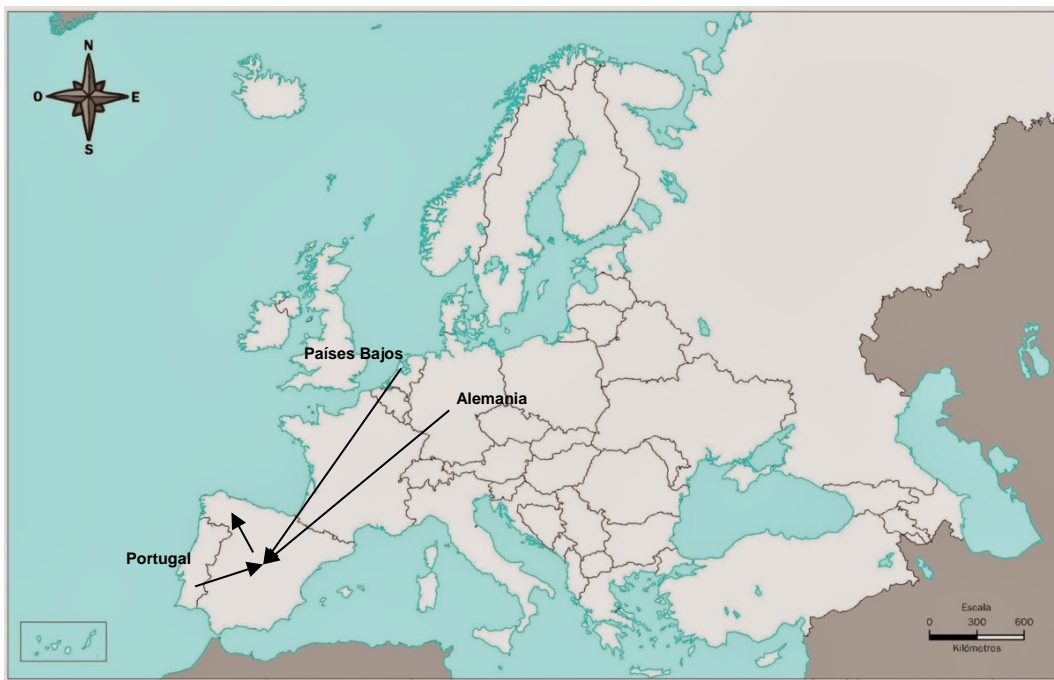 N
O E
S
Países Bajos
Alemania
Portugal
Escala
0 300 600
Kilómetros